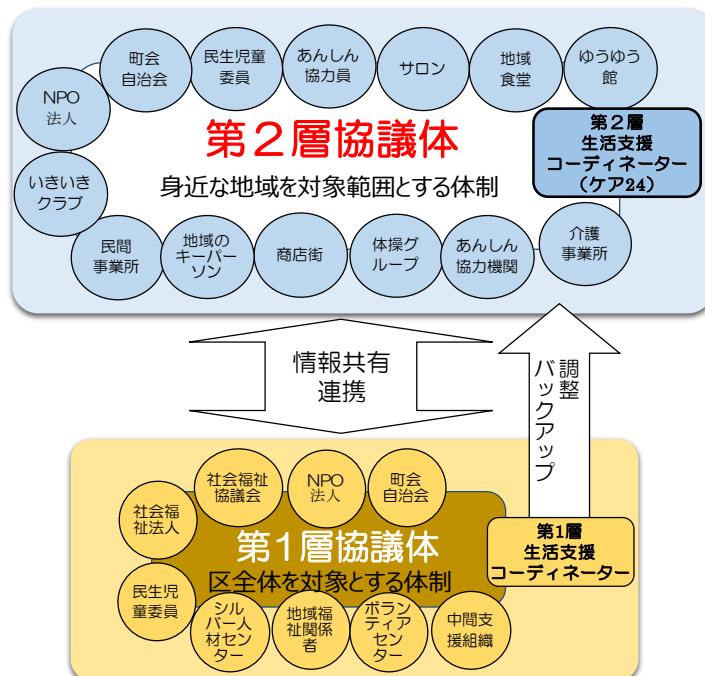 町会
自治会
民生児童
委員
あんしん
協力員
サロン
地域
食堂
ゆうゆう
館
NPO
法人
第２層協議体
身近な地域を対象範囲とする体制
第２層
生活支援
コーディネーター
（ケア24）
いきいき
クラブ
民間
事業所
地域の
キーパー
ソン
商店街
体操グ
ループ
あんしん
協力機関
介護
事業所
情報共有
連携
調整
バックアップ
社会福祉
協議会
NPO
法人
町会
自治会
社会福
祉法人
第１層協議体
区全体を対象とする体制
第1層
生活支援
コーディネーター
民生児
童委員
シル
バー人
材セン
ター
地域福
祉関係
者
ボラン
ティア
セン
ター
中間支
援組織